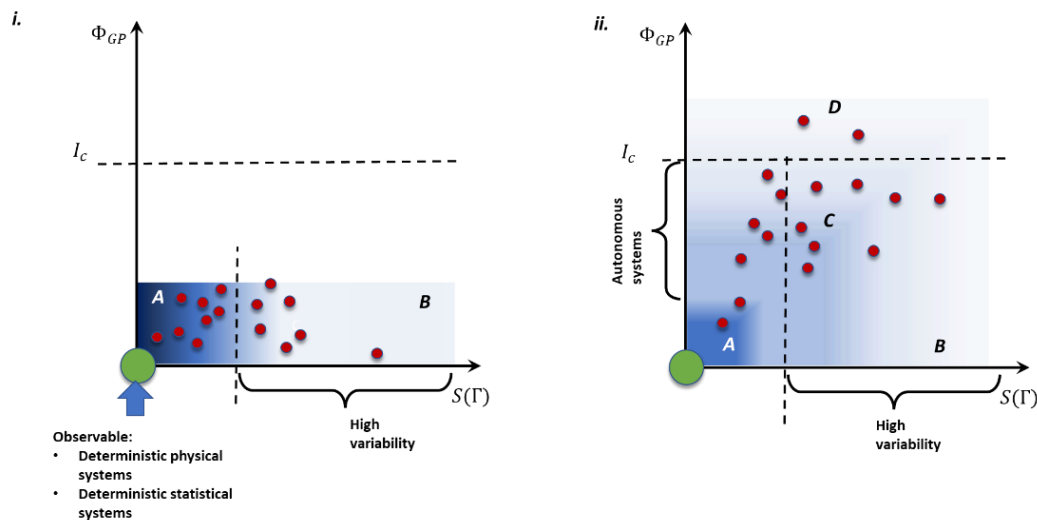 i.
Φ_GP
I_c
A
B
S(Γ)
High
variability
Observable:
• Deterministic physical
systems
• Deterministic statistical
systems
ii.
Φ_GP
D
I_c
Autonomous
systems
C
A
B
S(Γ)
High
variability